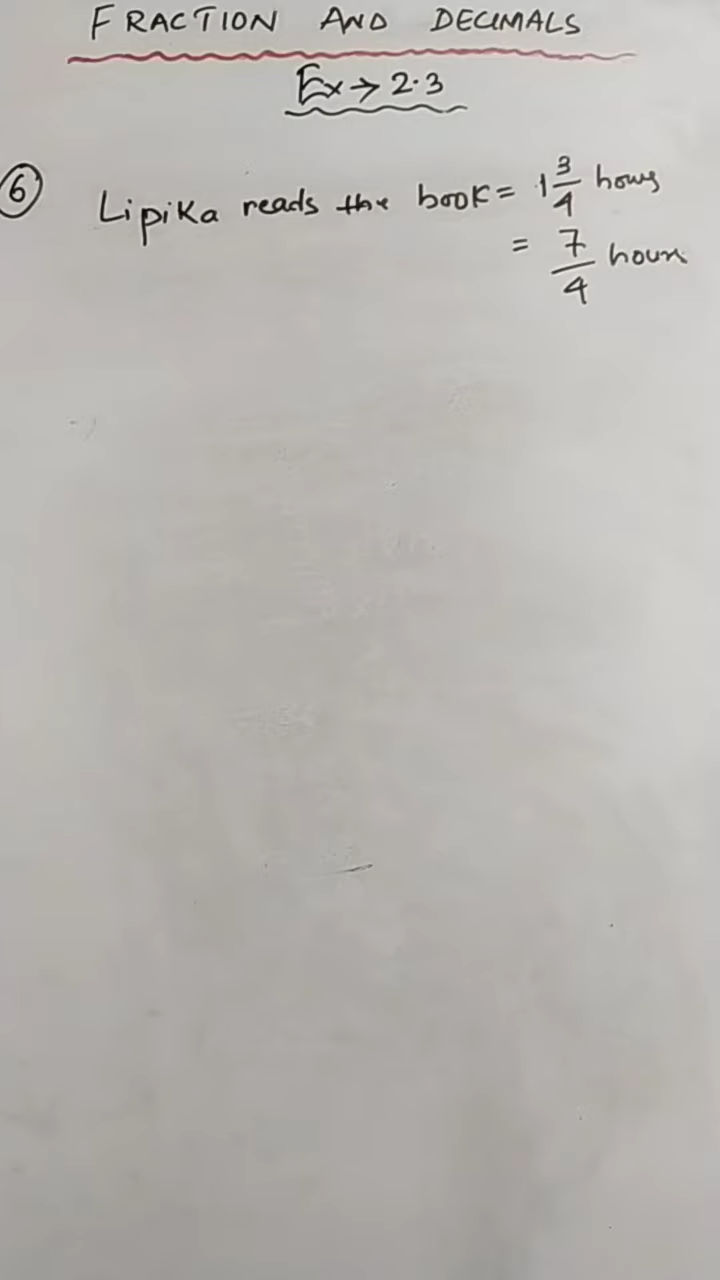 FRACTION AND DECIMALS
Ex → 2.3
6 Lipika reads the book = 1 3/4 hours
= 7/4 hours